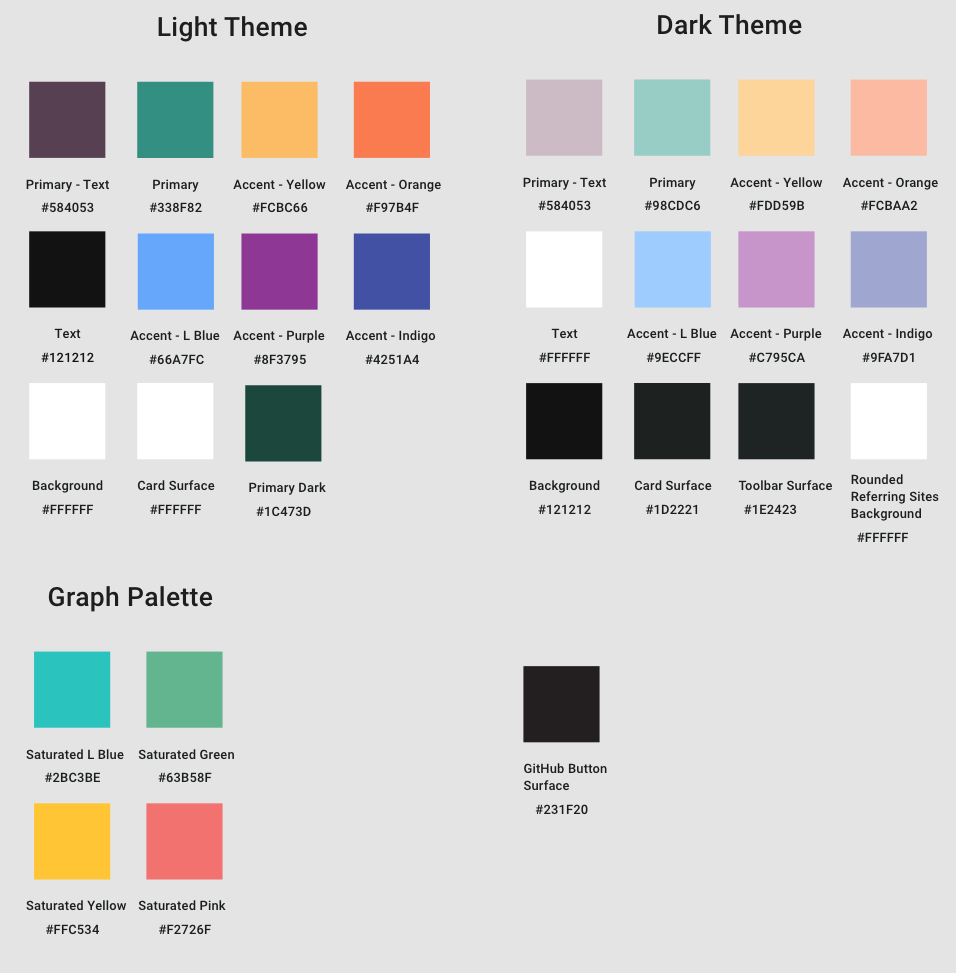 Light Theme
Primary - Text
Primary
Accent - Yellow
Accent - Orange
#584053
#338F82
#FCBC66
#F97B4F
Text
Accent - L Blue
Accent - Purple
Accent - Indigo
#121212
#66A7FC
#8F3795
#4251A4
Background
Card Surface
Primary Dark
#FFFFFF
#FFFFFF
#1C473D
Dark Theme
Primary - Text
Primary
Accent - Yellow
Accent - Orange
#584053
#98CDC6
#FDD59B
#FCBAA2
Text
Accent - L Blue
Accent - Purple
Accent - Indigo
#FFFFFF
#9ECCFF
#C795CA
#9FA7D1
Background
Card Surface
Toolbar Surface
Rounded
Referring Sites
Background
#121212
#1D2221
#1E2423
#FFFFFF
Graph Palette
Saturated L Blue
Saturated Green
#2BC3BE
#63B58F
Saturated Yellow
Saturated Pink
#FFC534
#F2726F
GitHub Button
Surface
#231F20